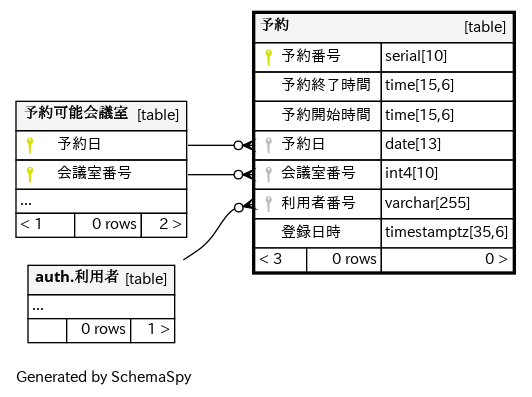 予約 [table]
予約番号 serial[10]
予約終了時間 time[15,6]
予約開始時間 time[15,6]
予約日 date[13]
会議室番号 int4[10]
利用者番号 varchar[255]
登録日時 timestamptz[35,6]
< 3 0 rows 0 >
予約可能会議室 [table]
予約日
会議室番号
...
< 1 0 rows 2 >
auth.利用者 [table]
...
0 rows 1 >
Generated by SchemaSpy